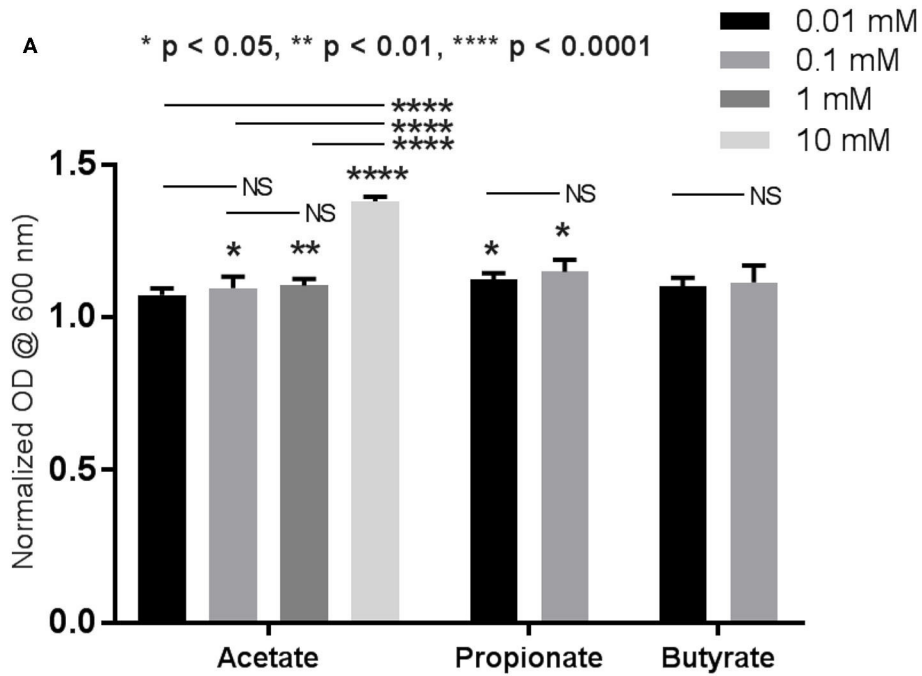 A
* p < 0.05, ** p < 0.01, **** p < 0.0001
0.01 mM
0.1 mM
1 mM
10 mM
****
****
****
****
NS
NS
*
**
NS
*
*
NS
1.5
1.0
0.5
0.0
Normalized OD @ 600 nm)
Acetate
Propionate
Butyrate